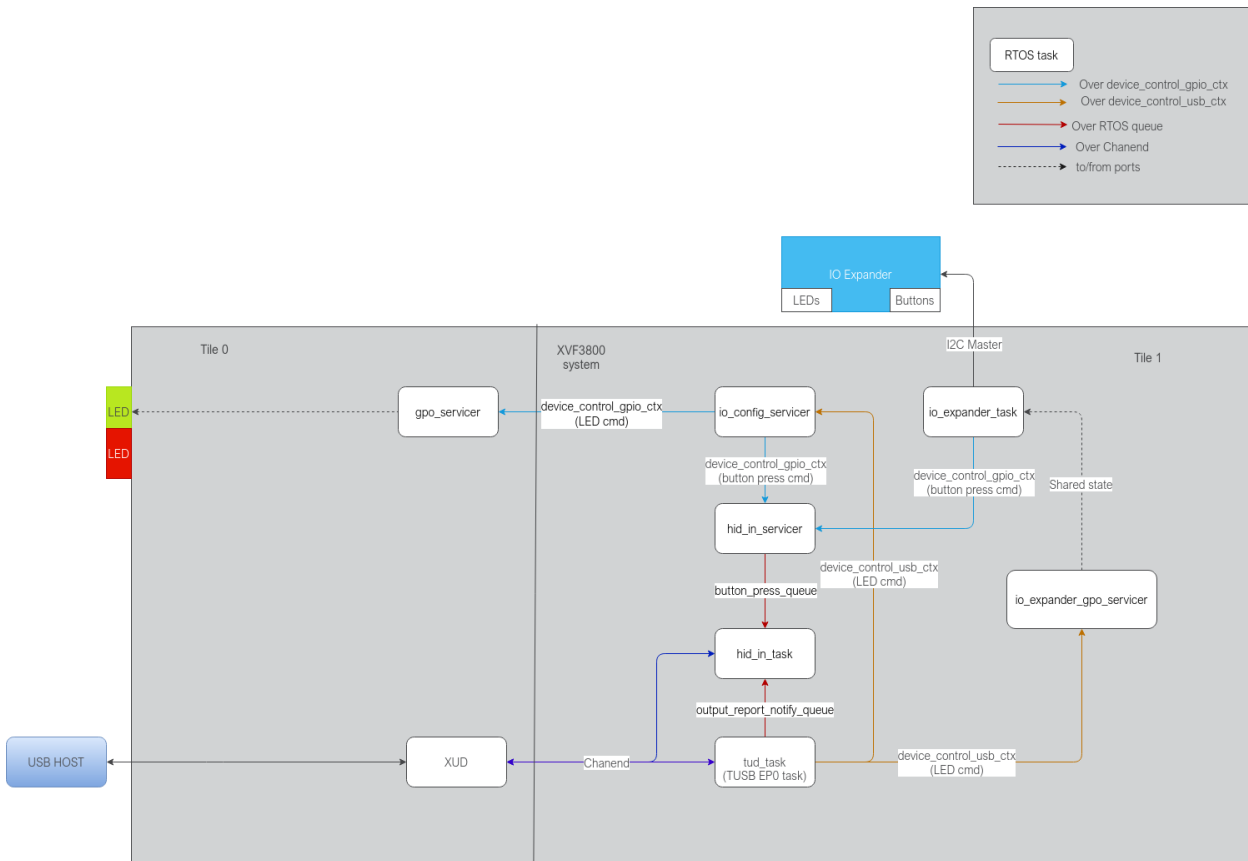 RTOS task
Over device_control_gpio_ctx
Over device_control_usb_ctx
Over RTOS queue
Over Chanend
to/from ports
IO Expander
LEDs
Buttons
I2C Master
Tile 0
XVF3800
system
Tile 1
LED
LED
gpo_servicer
device_control_gpio_ctx
(LED cmd)
io_config_servicer
io_expander_task
device_control_gpio_ctx
(button press cmd)
device_control_gpio_ctx
(button press cmd)
Shared state
hid_in_servicer
device_control_usb_ctx
(LED cmd)
button_press_queue
io_expander_gpo_servicer
hid_in_task
output_report_notify_queue
USB HOST
XUD
Chanend
tud_task
(TUSB EP0 task)
device_control_usb_ctx
(LED cmd)